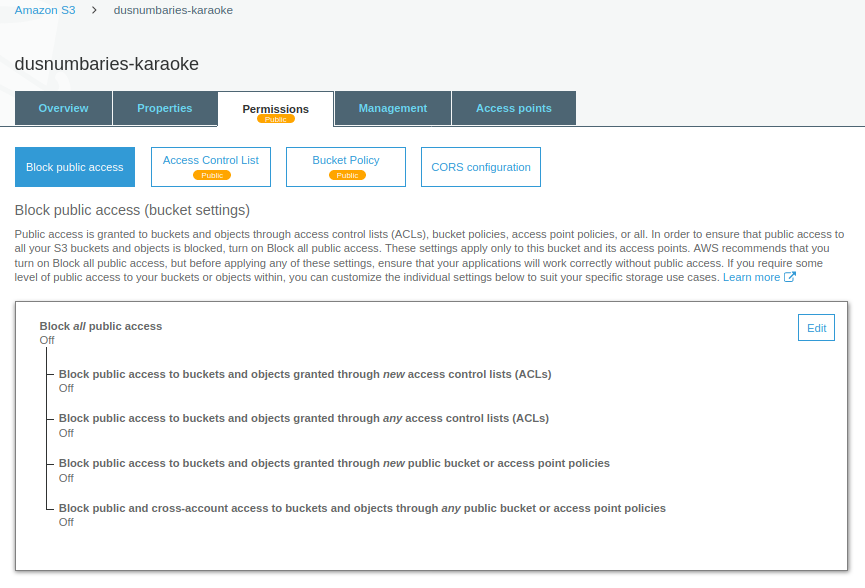 Amazon S3 > dusnumbaries-karaoke
dusnumbaries-karaoke
Overview Properties Permissions Management Access points
Public
Block public access Access Control List Bucket Policy CORS configuration
Public Public
Block public access (bucket settings)
Public access is granted to buckets and objects through access control lists (ACLs), bucket policies, access point policies, or all. In order to ensure that public access to
all your S3 buckets and objects is blocked, turn on Block all public access. These settings apply only to this bucket and its access points. AWS recommends that you
turn on Block all public access, but before applying any of these settings, ensure that your applications will work correctly without public access. If you require some
level of public access to your buckets or objects within, you can customize the individual settings below to suit your specific storage use cases. Learn more
Block all public access
Edit
Off
Block public access to buckets and objects granted through new access control lists (ACLs)
Off
Block public access to buckets and objects granted through any access control lists (ACLs)
Off
Block public access to buckets and objects granted through new public bucket or access point policies
Off
Block public and cross-account access to buckets and objects through any public bucket or access point policies
Off